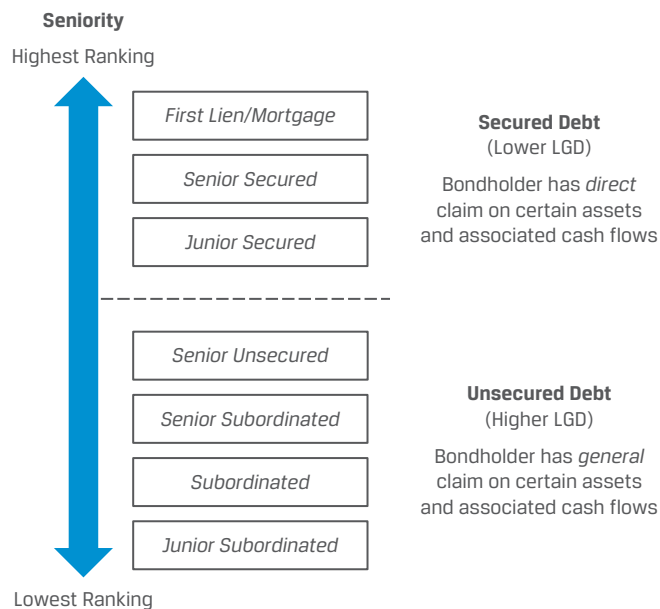 Seniority
Highest Ranking
First Lien/Mortgage
Senior Secured
Junior Secured
Secured Debt
(Lower LGD)
Bondholder has direct
claim on certain assets
and associated cash flows
Senior Unsecured
Senior Subordinated
Subordinated
Junior Subordinated
Unsecured Debt
(Higher LGD)
Bondholder has general
claim on certain assets
and associated cash flows
Lowest Ranking